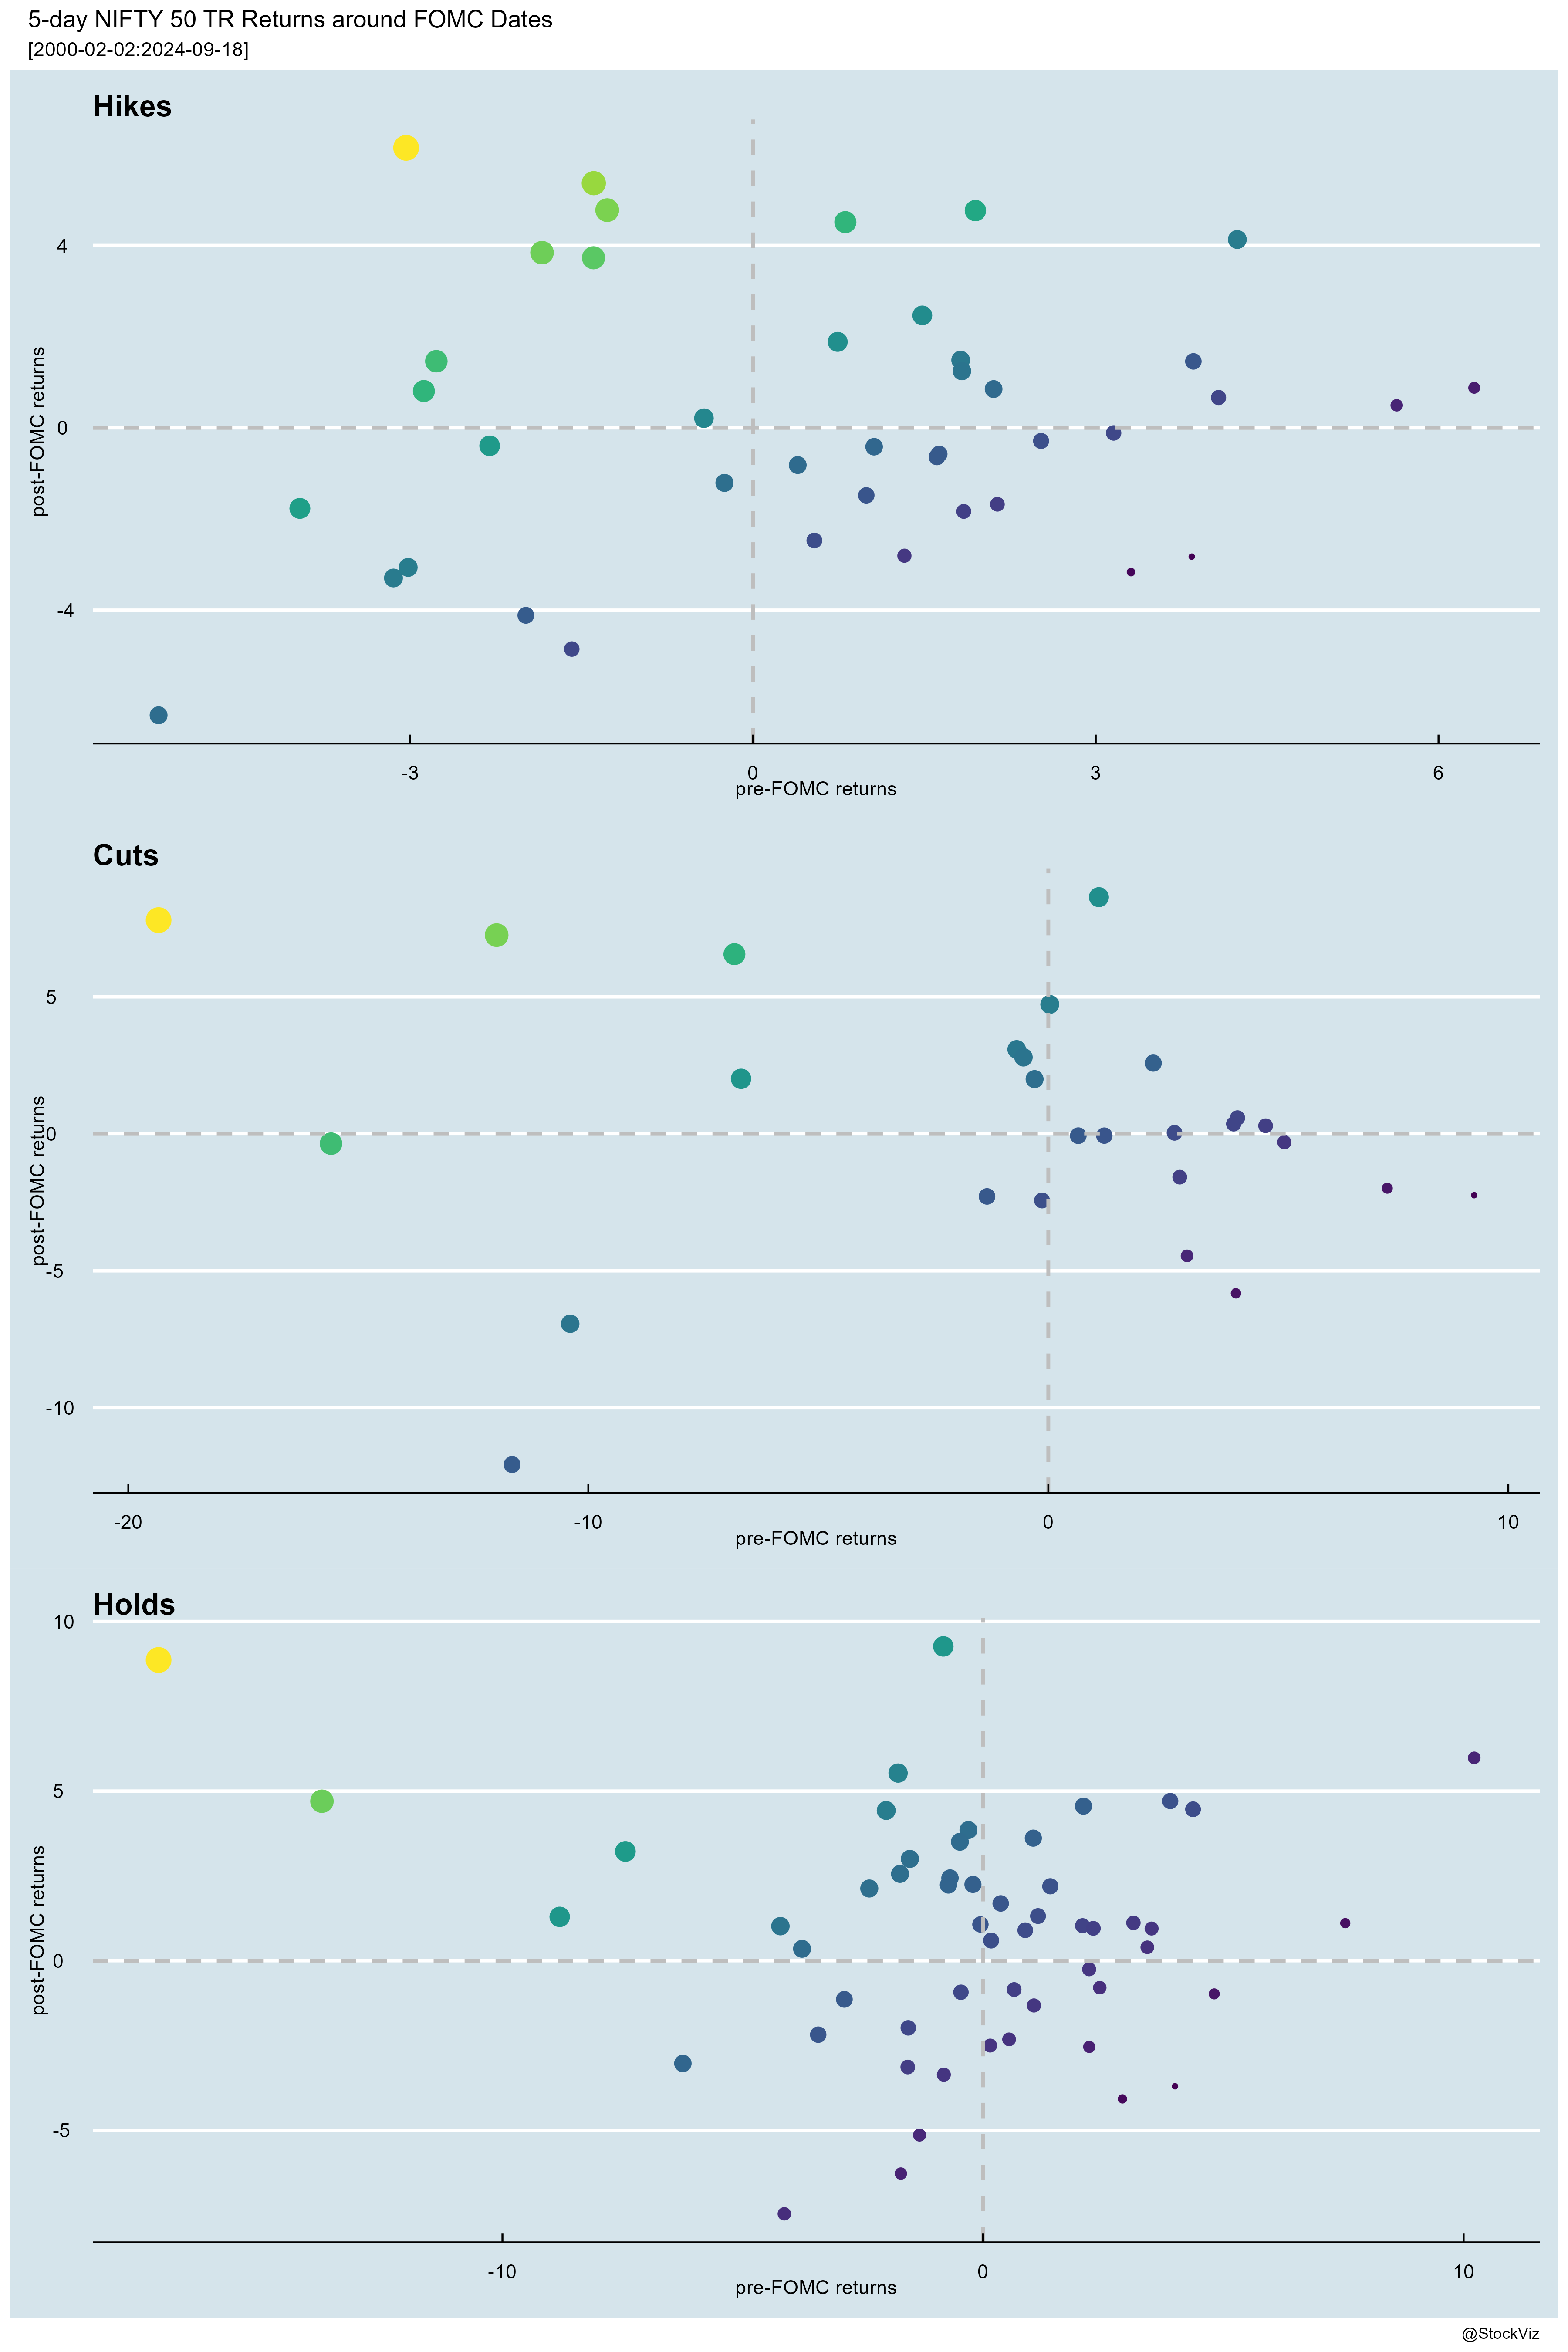 5-day NIFTY 50 TR Returns around FOMC Dates
[2000-02-02:2024-09-18]
Hikes
4
0
-4
post-FOMC returns
-3 0 3 6
pre-FOMC returns
Cuts
5
0
-5
-10
post-FOMC returns
-20 -10 0 10
pre-FOMC returns
Holds
10
5
0
-5
post-FOMC returns
-10 0 10
pre-FOMC returns
@StockViz